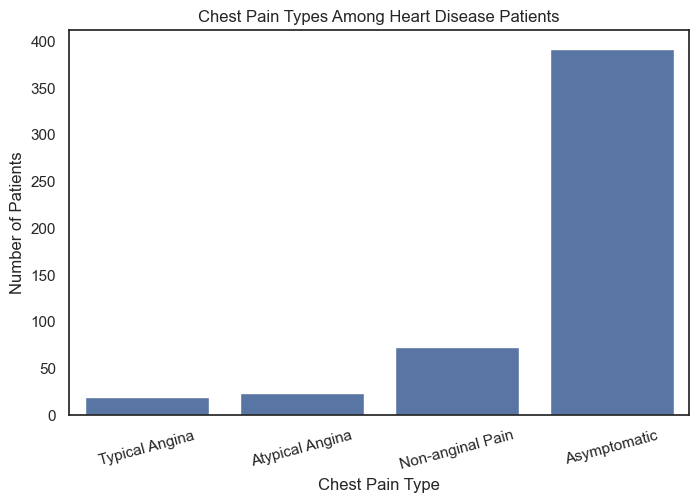 Chest Pain Types Among Heart Disease Patients
400
350
300
250
200
150
100
50
0
Number of Patients
Typical Angina
Atypical Angina
Non-anginal Pain
Asymptomatic
Chest Pain Type